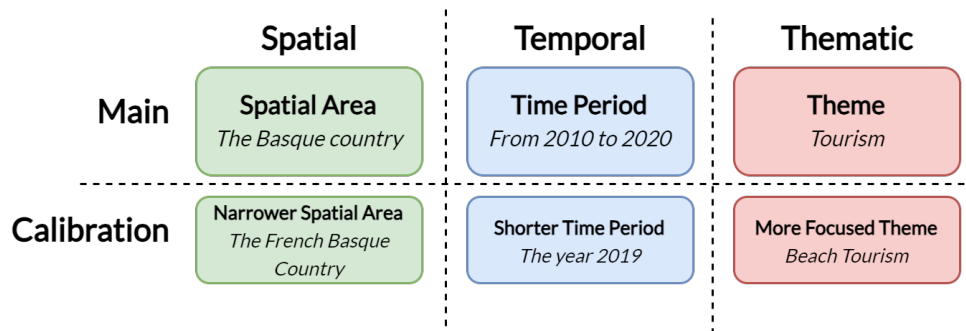 Spatial
Temporal
Thematic
Main
Spatial Area
The Basque country
Time Period
From 2010 to 2020
Theme
Tourism
Calibration
Narrower Spatial Area
The French Basque
Country
Shorter Time Period
The year 2019
More Focused Theme
Beach Tourism